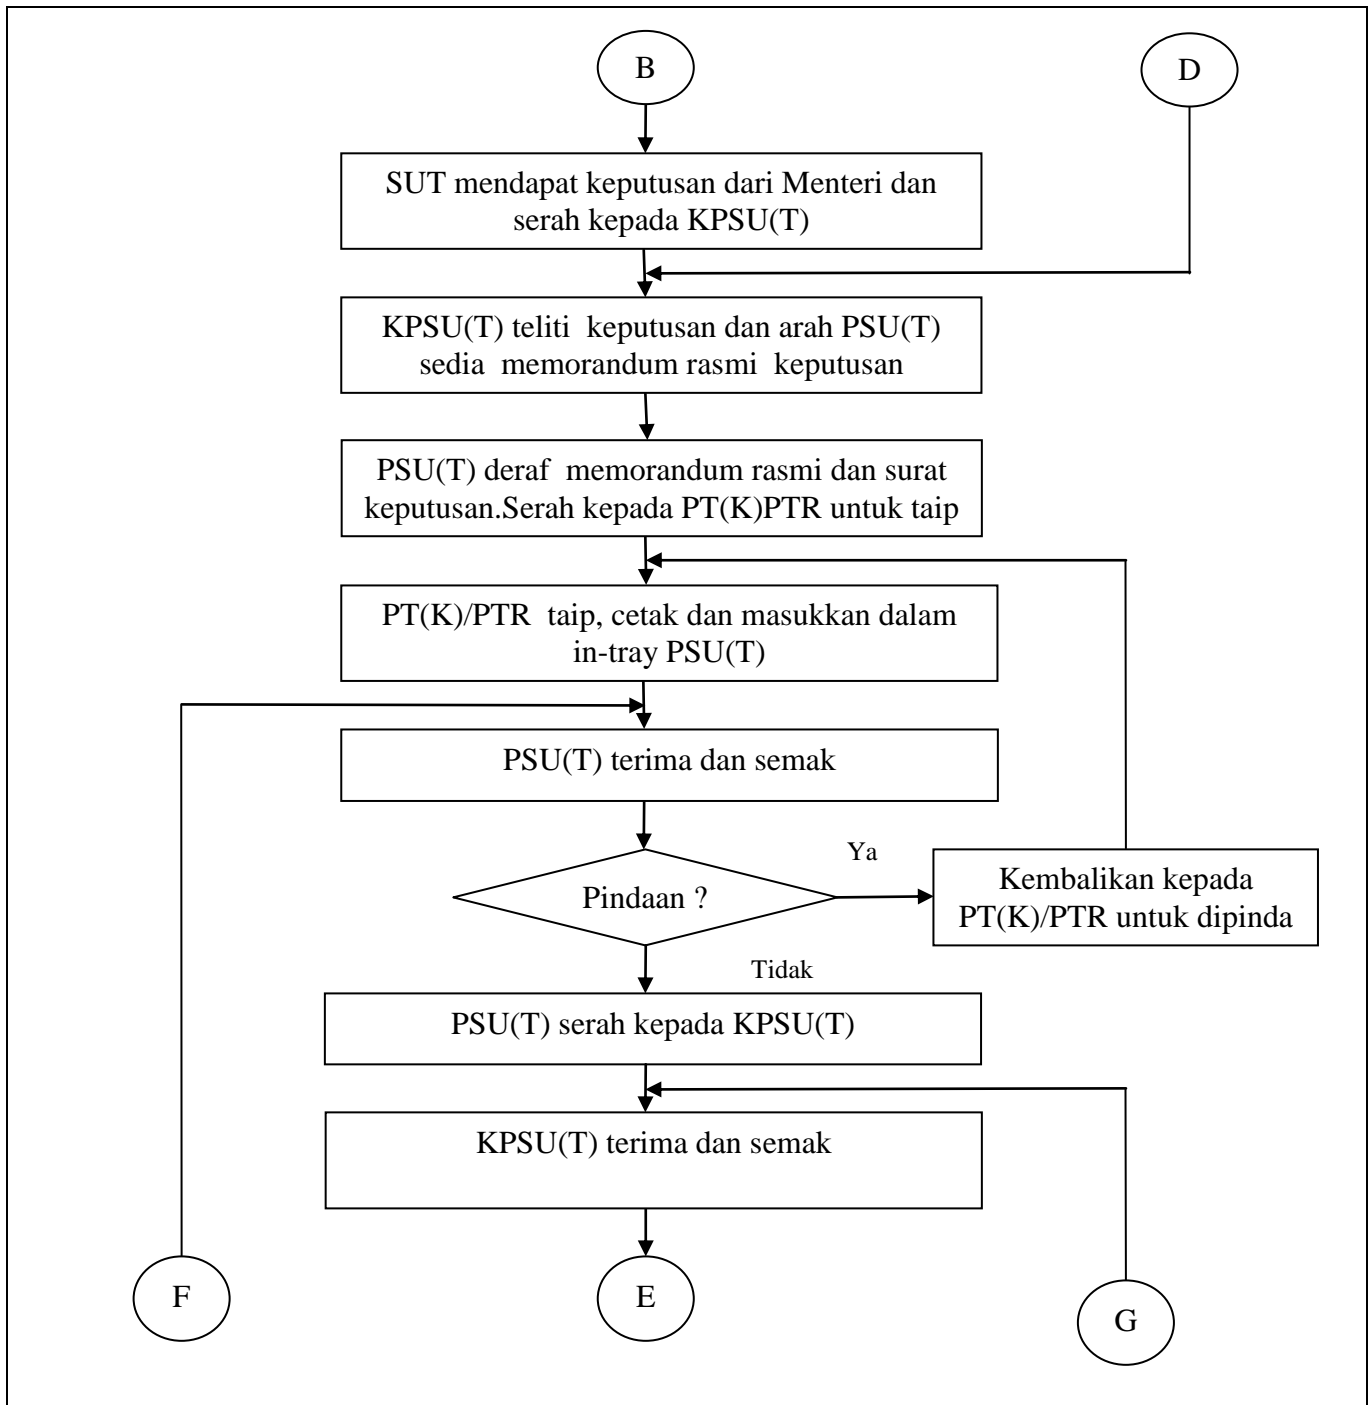 B
D
SUT mendapat keputusan dari Menteri dan
serah kepada KPSU(T)
KPSU(T) teliti keputusan dan arah PSU(T)
sedia memorandum rasmi keputusan
PSU(T) deraf memorandum rasmi dan surat
keputusan.Serah kepada PT(K)PTR untuk taip
PT(K)/PTR taip, cetak dan masukkan dalam
in-tray PSU(T)
PSU(T) terima dan semak
Pindaan ?
Ya
Kembalikan kepada
PT(K)/PTR untuk dipinda
Tidak
PSU(T) serah kepada KPSU(T)
KPSU(T) terima dan semak
F
E
G